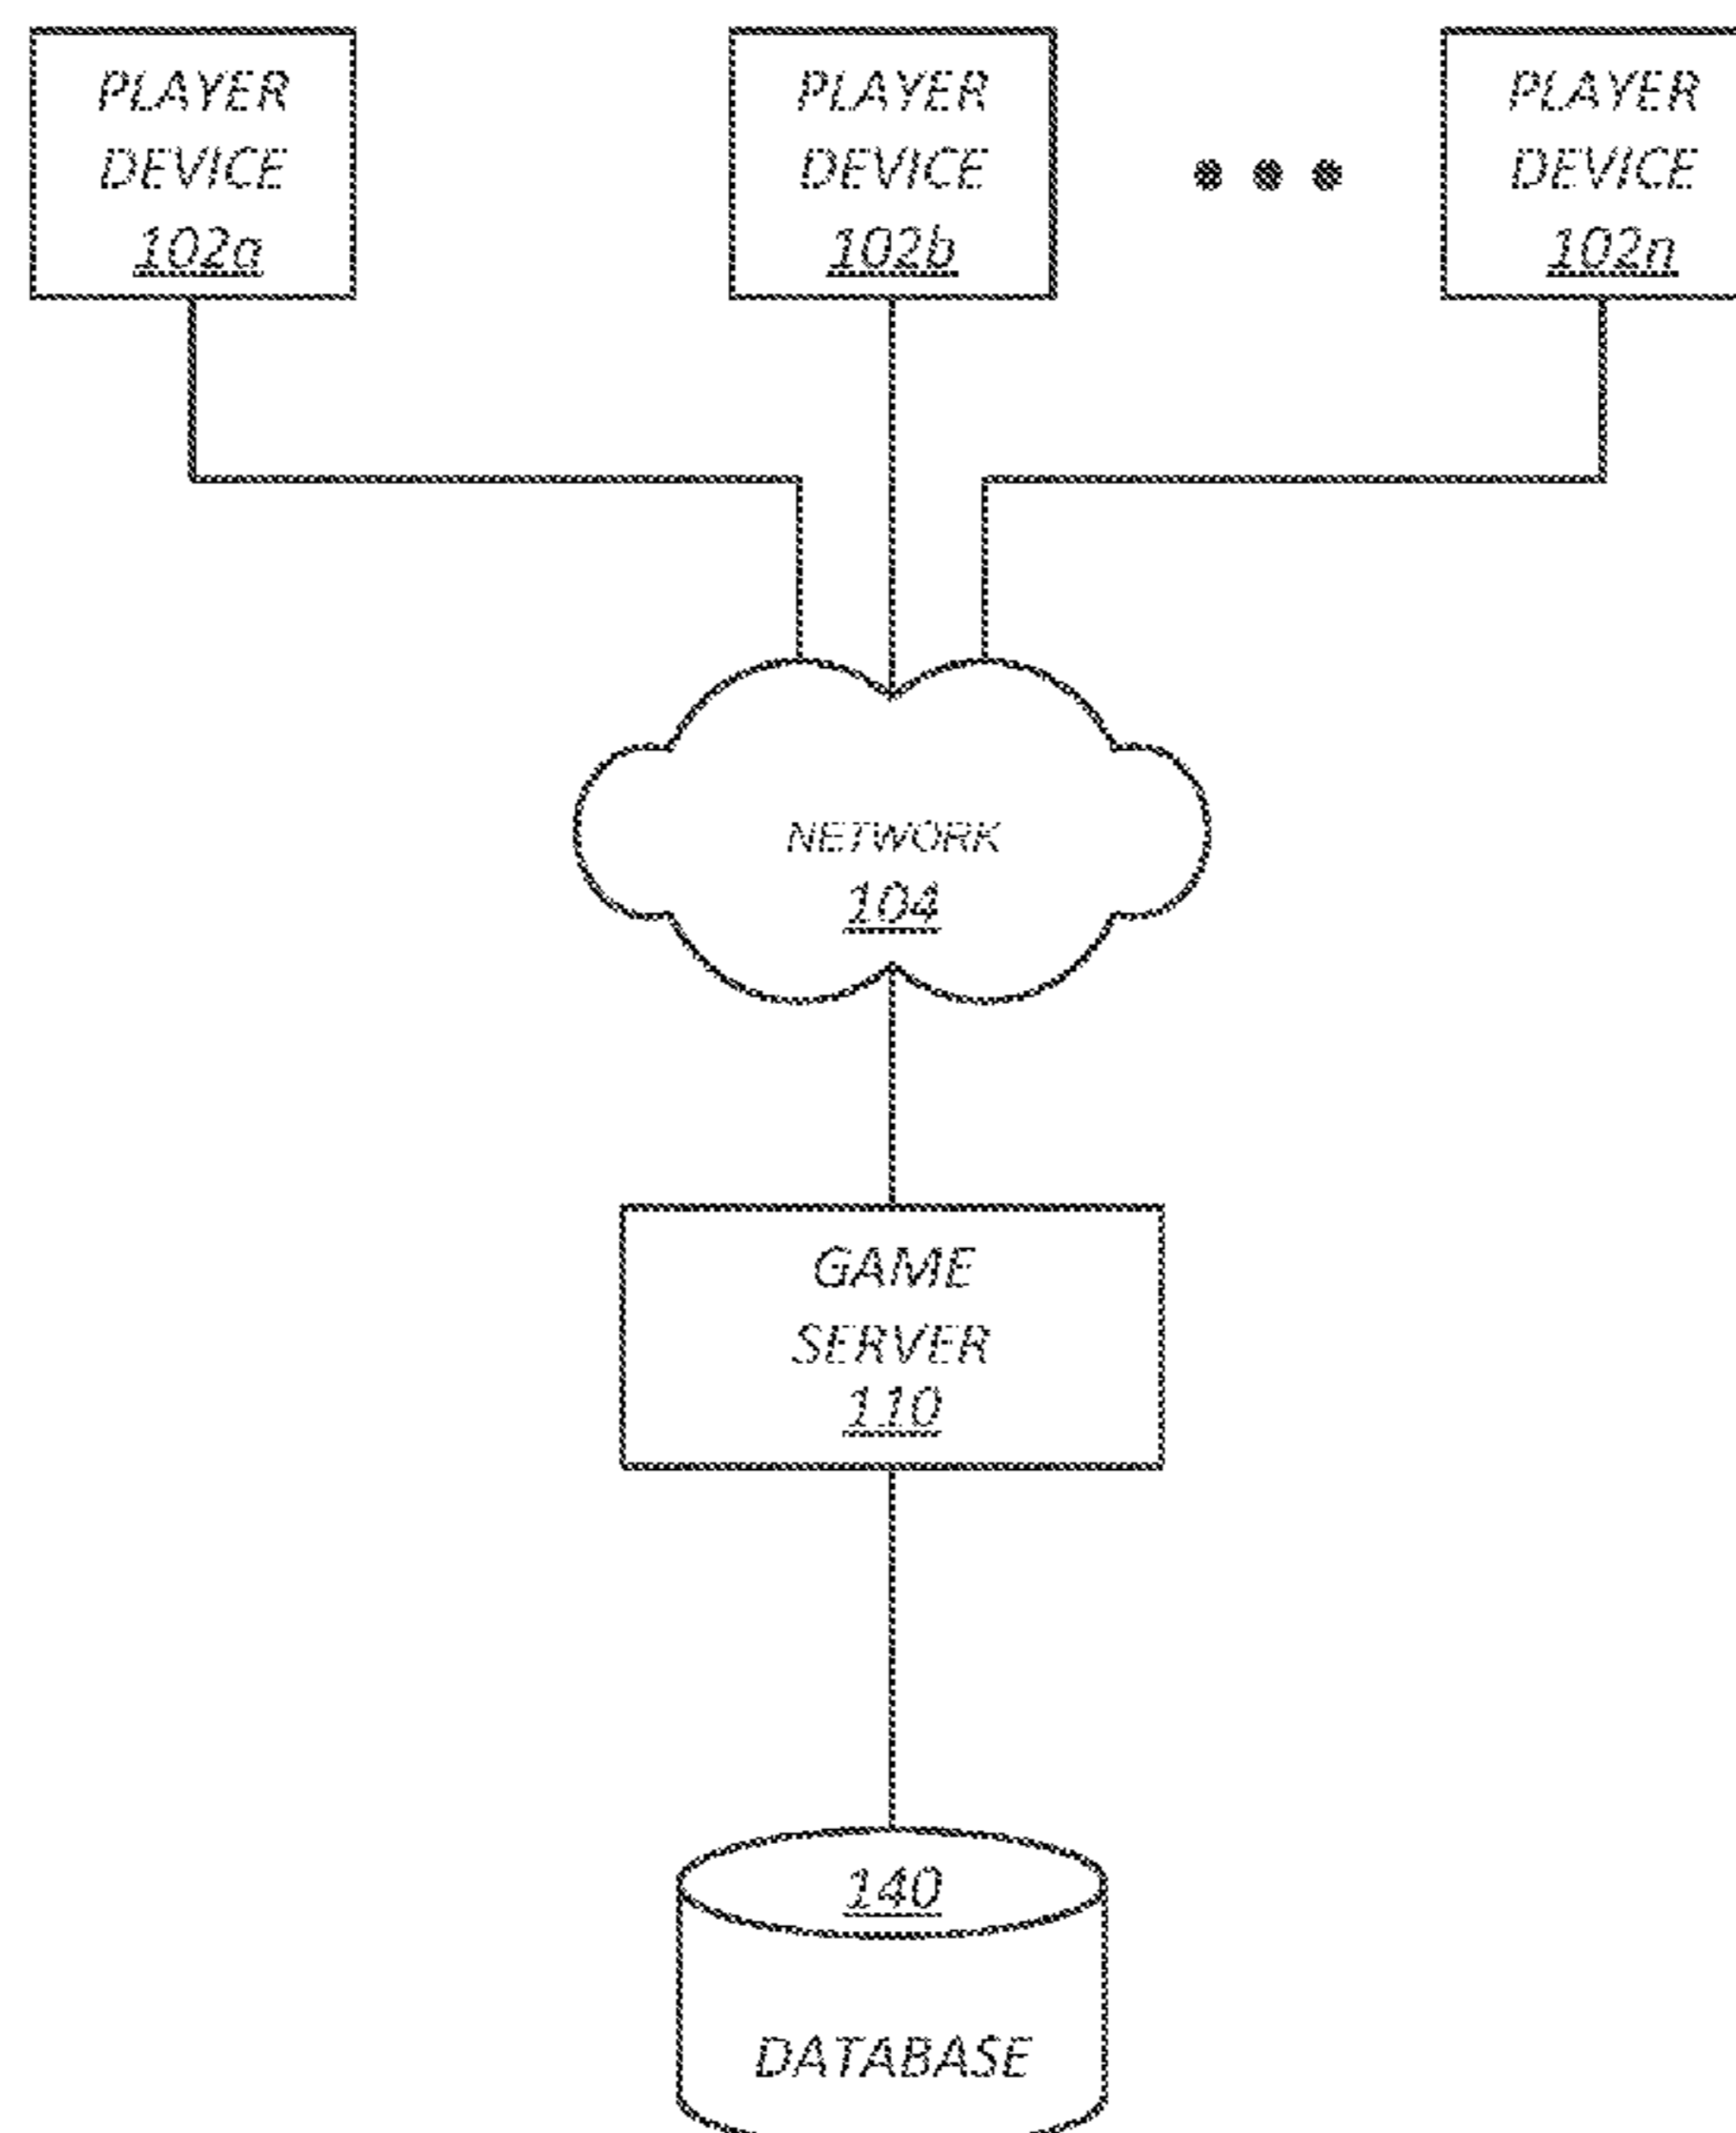 PLAYER
DEVICE
102a
PLAYER
DEVICE
102b
PLAYER
DEVICE
102n
NETWORK
104
GAME
SERVER
110
140
DATABASE